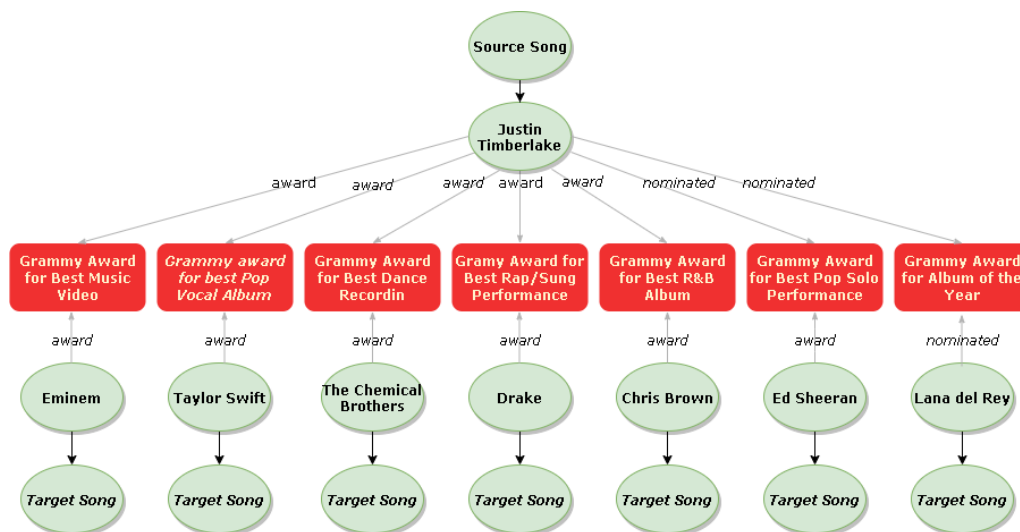 Source Song
Justin
Timberlake
award
award
award
award
award
nominated
nominated
Grammy Award
for Best Music
Video
Grammy award
for best Pop
Vocal Album
Grammy Award
for Best Dance
Recordin
Gramy Award for
Best Rap/Sung
Performance
Grammy Award
for Best R&B
Album
Grammy Award
for Best Pop Solo
Performance
Grammy Award
for Album of the
Year
award
award
award
award
award
award
nominated
Eminem
Taylor Swift
The Chemical
Brothers
Drake
Chris Brown
Ed Sheeran
Lana del Rey
Target Song
Target Song
Target Song
Target Song
Target Song
Target Song
Target Song